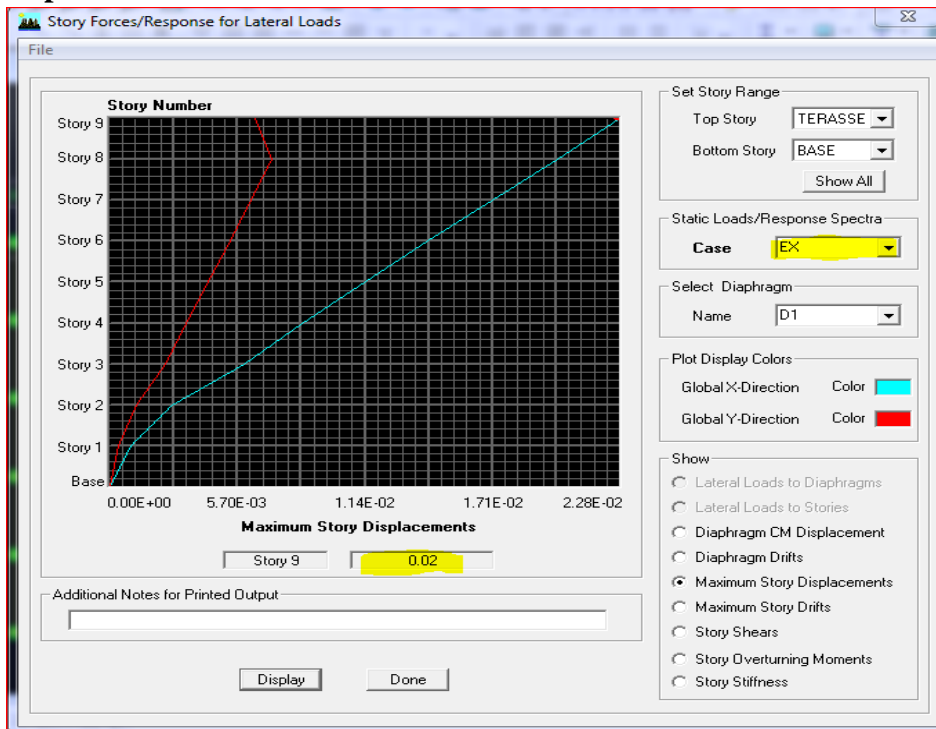 Story Forces/Response for Lateral Loads
File
Story Number
Story 9
Story 8
Story 7
Story 6
Story 5
Story 4
Story 3
Story 2
Story 1
Base
0.00E+00 5.70E-03 1.14E-02 1.71E-02 2.28E-02
Maximum Story Displacements
Story 9 0.02
Additional Notes for Printed Output
Display Done
Set Story Range
Top Story TERASSE
Bottom Story BASE
Show All
Static Loads/Response Spectra
Case EX
Select Diaphragm
Name D1
Plot Display Colors
Global X-Direction Color
Global Y-Direction Color
Show
Lateral Loads to Diaphragms
Lateral Loads to Stories
Diaphragm CM Displacement
Diaphragm Drifts
Maximum Story Displacements
Maximum Story Drifts
Story Shears
Story Overturning Moments
Story Stiffness